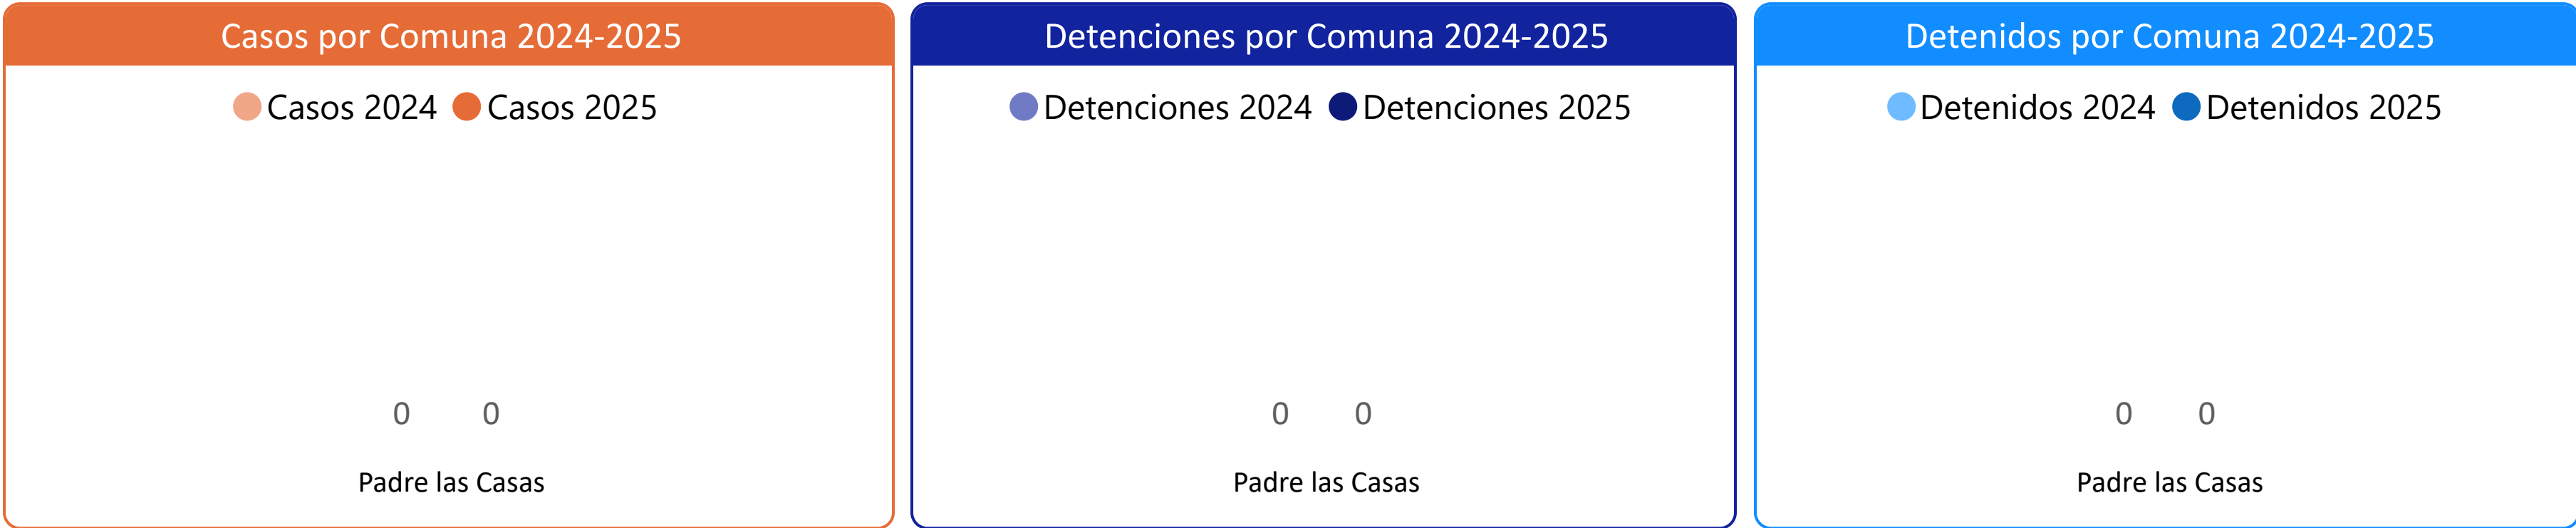 Casos por Comuna 2024-2025
Casos 2024 Casos 2025
0 0
Padre las Casas
Detenciones por Comuna 2024-2025
Detenciones 2024 Detenciones 2025
0 0
Padre las Casas
Detenidos por Comuna 2024-2025
Detenidos 2024 Detenidos 2025
0 0
Padre las Casas